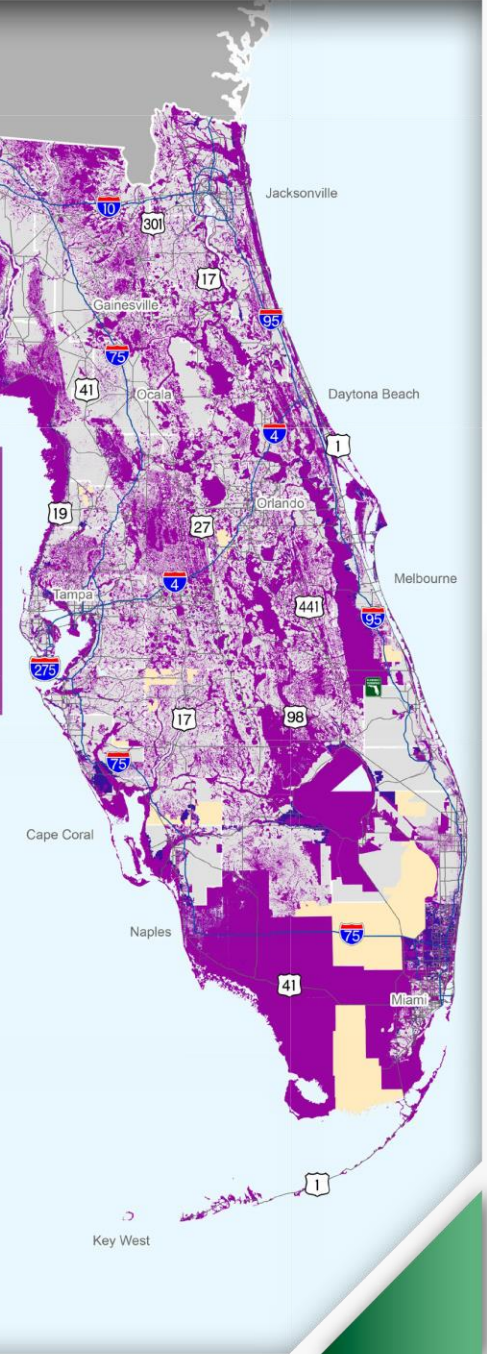 Jacksonville
10
301
17
Gainesville
95
75
41
Ocala
Daytona Beach
4
1
19
Orlando
27
Melbourne
4
Tampa
441
95
275
17
98
75
Cape Coral
Naples
75
41
Miami
1
Key West